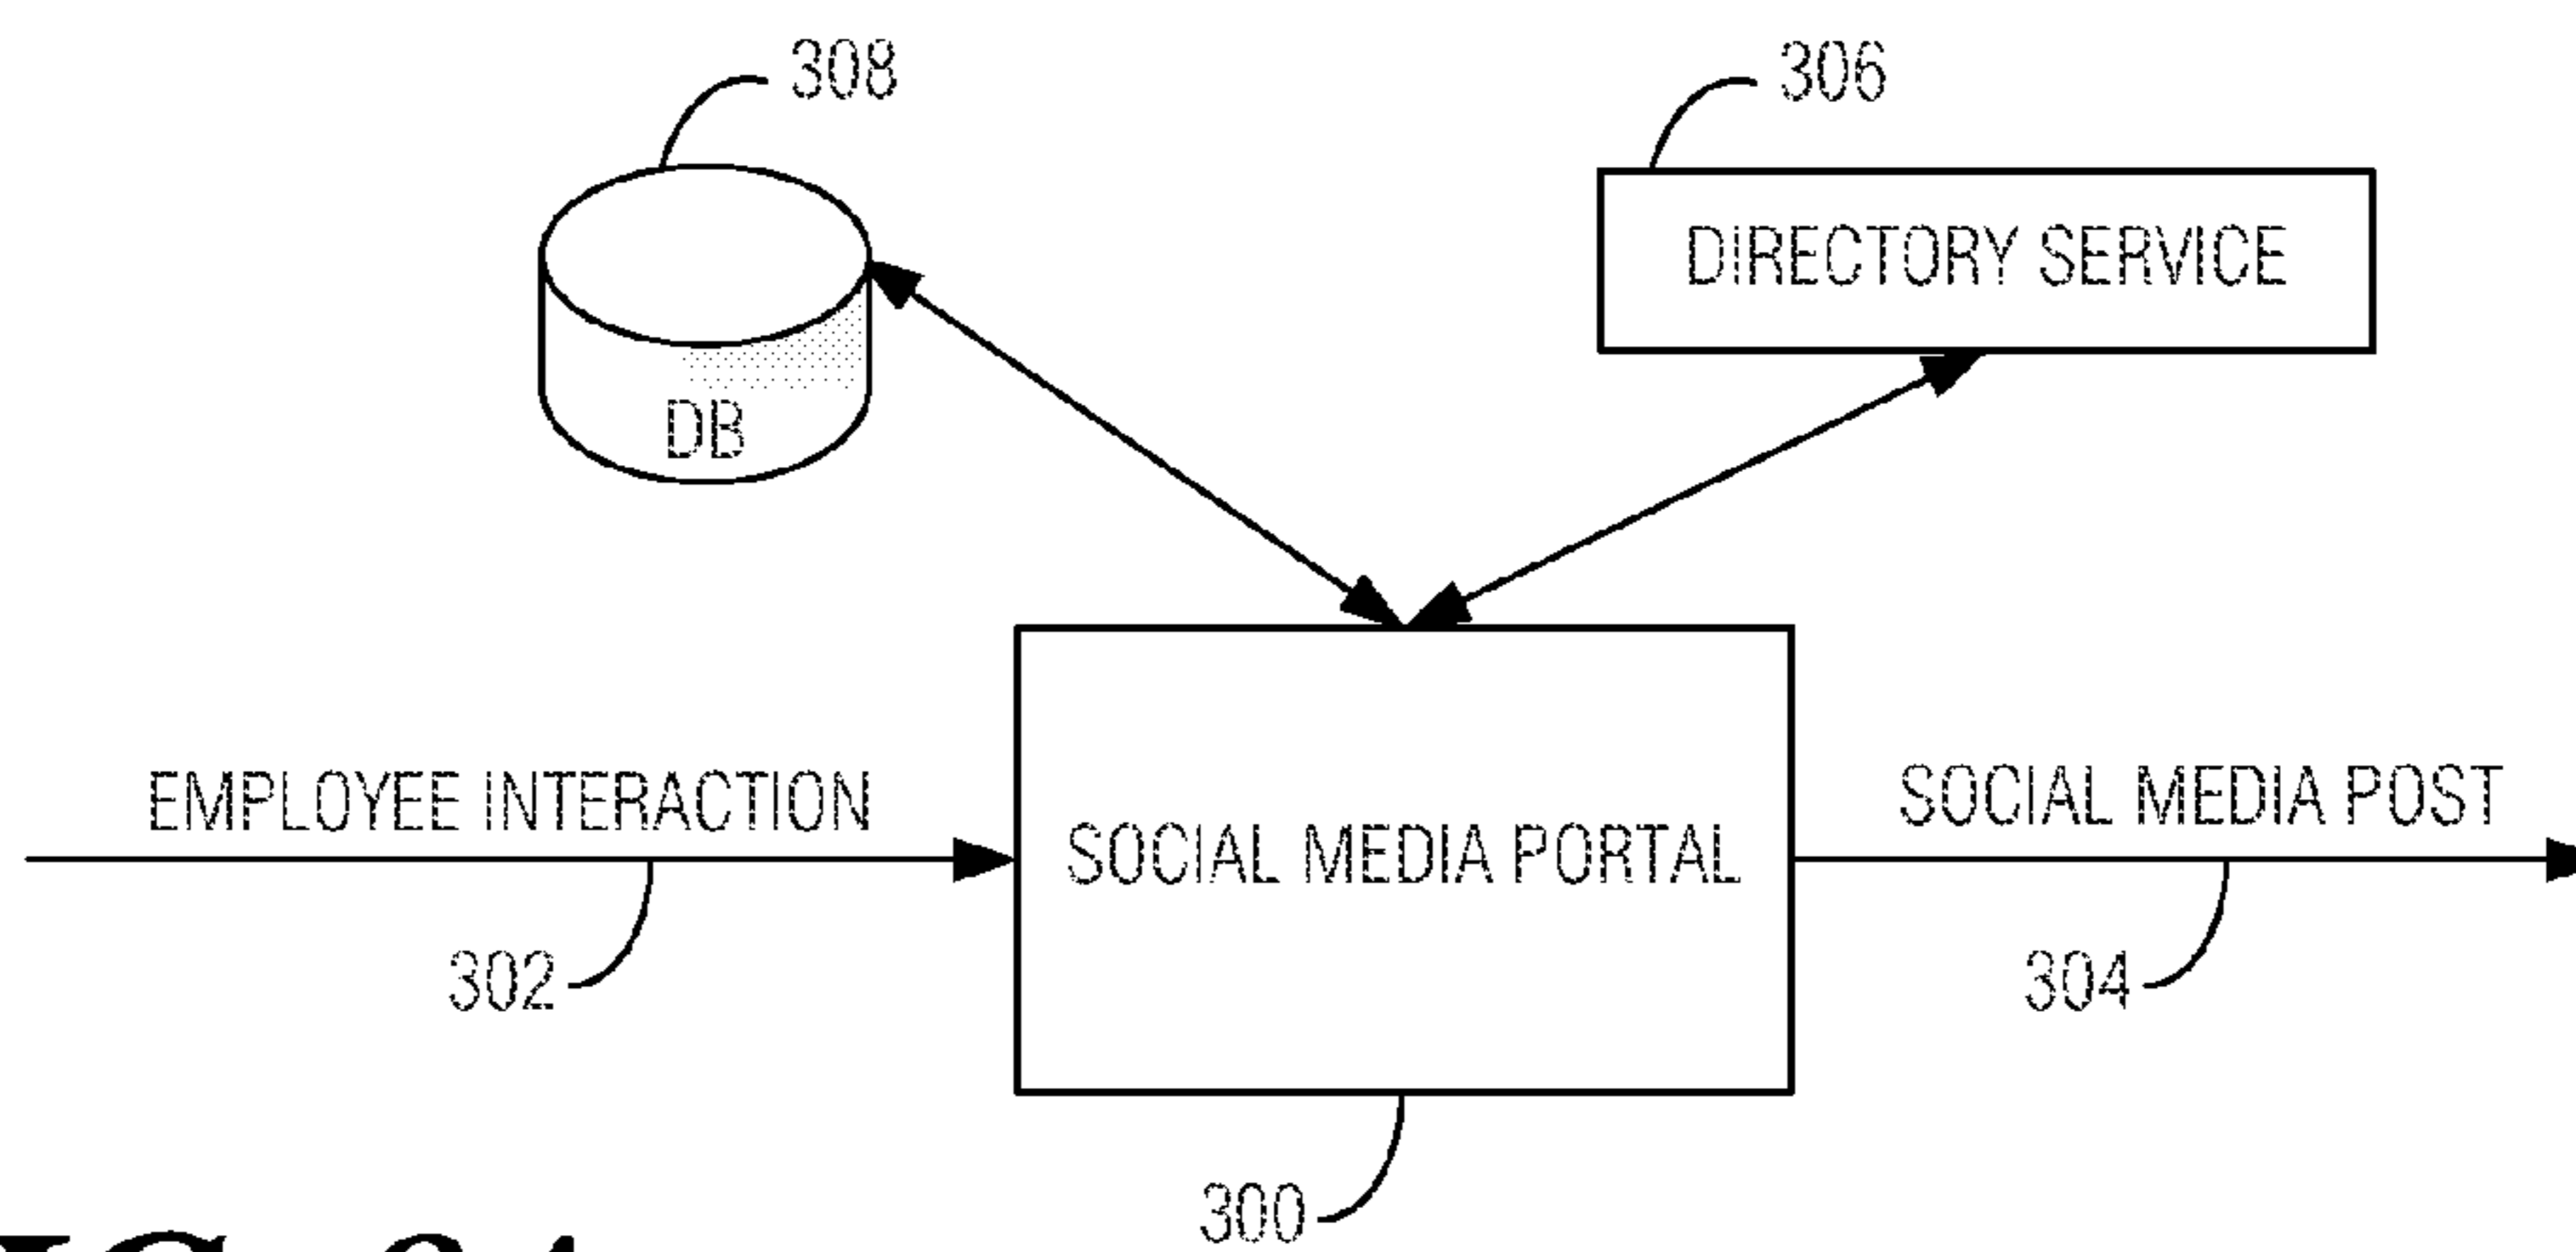 308
306
DIRECTORY SERVICE
DB
EMPLOYEE INTERACTION
SOCIAL MEDIA POST
SOCIAL MEDIA PORTAL
302
304
300